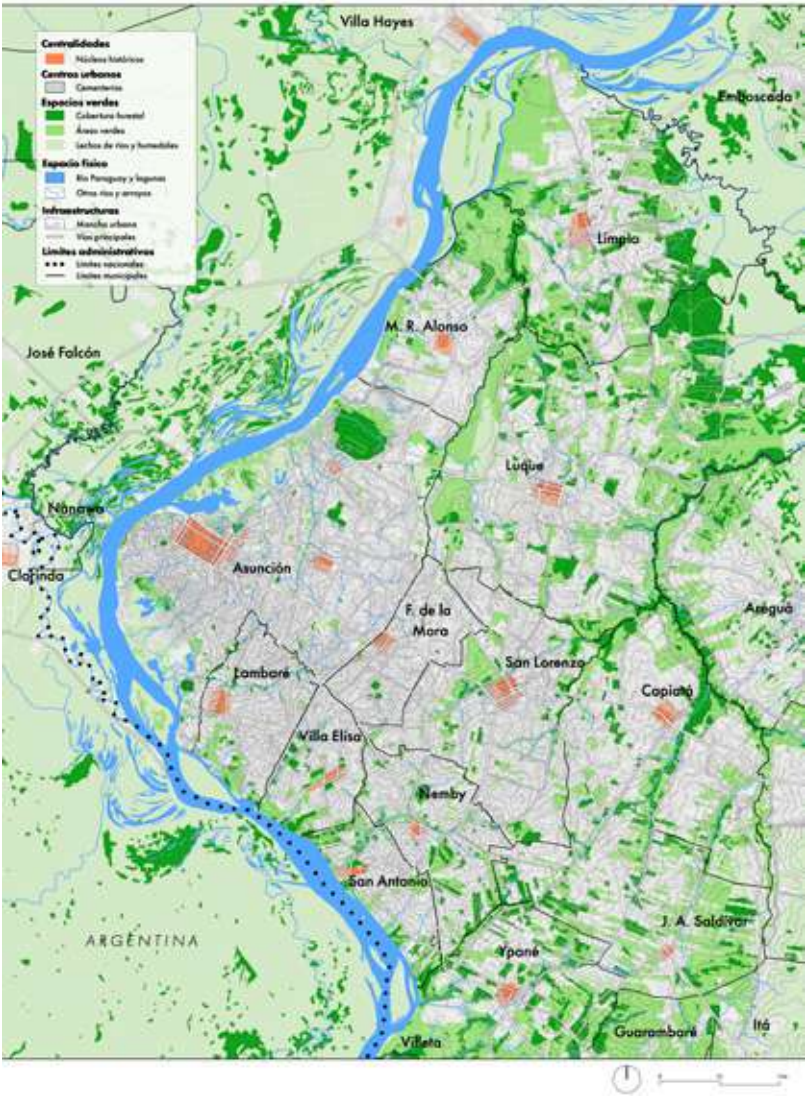 Villa Hayes
Centralidades
Núcleos históricos
Centros urbanos
Cementerios
Espacios verdes
Cobertura forestal
Áreas verdes
Lechos de ríos y humedales
Espacio físico
Río Paraguay y lagunas
Otros ríos y arroyos
Infraestructuras
Mancha urbana
Vías principales
Límites administrativos
Límites nacionales
Límites municipales
Emboscada
Limpio
M. R. Alonso
José Falcón
Luque
Nanawa
Clorinda
Asunción
Areguá
F. de la
Mora
San Lorenzo
Lambaré
Capiatá
Villa Elisa
Ñemby
San Antonio
ARGENTINA
J. A. Saldívar
Ypané
Guarambaré
Itá
Villeta